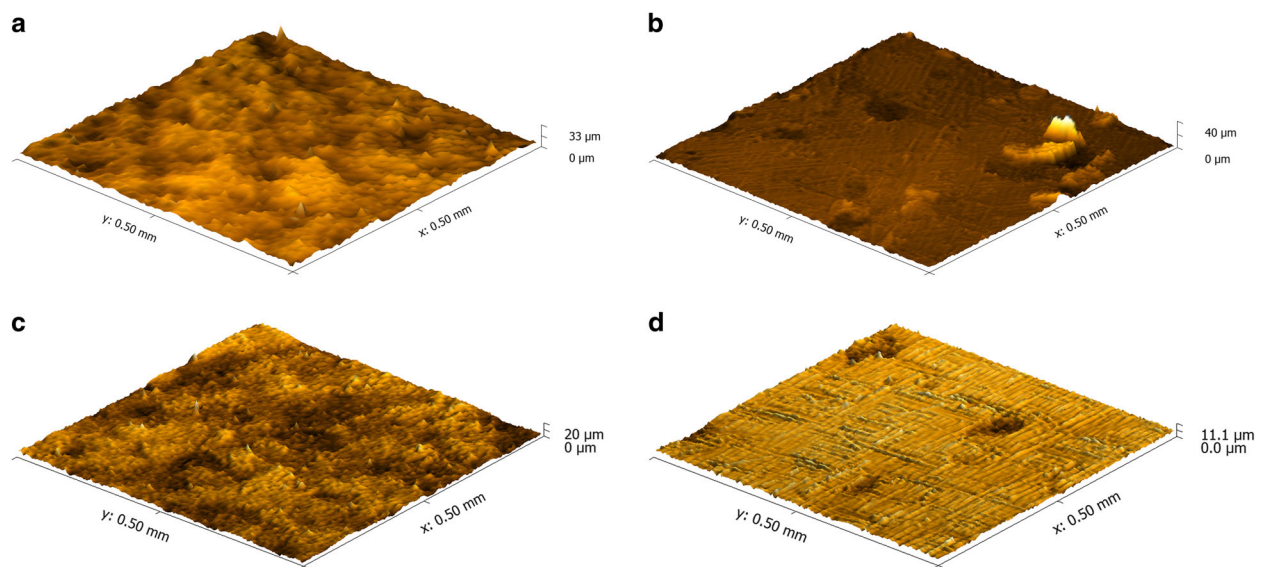 a
33 μm
0 μm
y: 0.50 mm
x: 0.50 mm
b
40 μm
0 μm
y: 0.50 mm
x: 0.50 mm
c
20 μm
0 μm
y: 0.50 mm
x: 0.50 mm
d
11.1 μm
0.0 μm
y: 0.50 mm
x: 0.50 mm